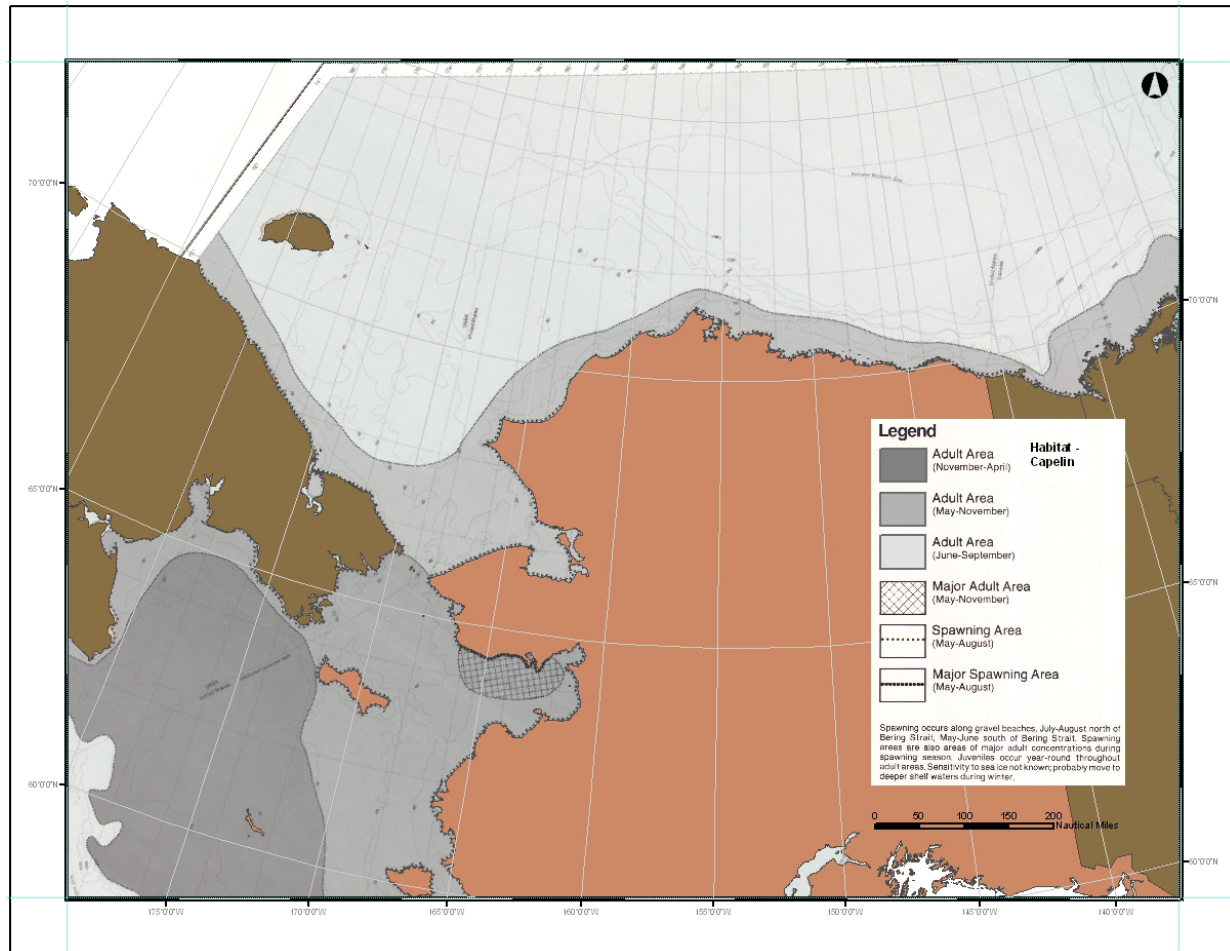 70°0'0"N
65°0'0"N
60°0'0"N
70°0'0"N
65°0'0"N
60°0'0"N
Legend
Habitat -
Capelin
Adult Area
(November-April)
Adult Area
(May-November)
Adult Area
(June-September)
Major Adult Area
(May-November)
Spawning Area
(May-August)
Major Spawning Area
(May-August)
Spawning occurs along gravel beaches, July-August north of
Bering Strait, May-June south of Bering Strait. Spawning
areas are also areas of major adult concentrations during
spawning season. Juveniles occur year-round throughout
adult areas. Sensitivity to sea ice not known; probably move to
deeper shelf waters during winter.
0 50 100 150 200
Nautical Miles
175°0'0"W
170°0'0"W
165°0'0"W
160°0'0"W
155°0'0"W
150°0'0"W
145°0'0"W
140°0'0"W